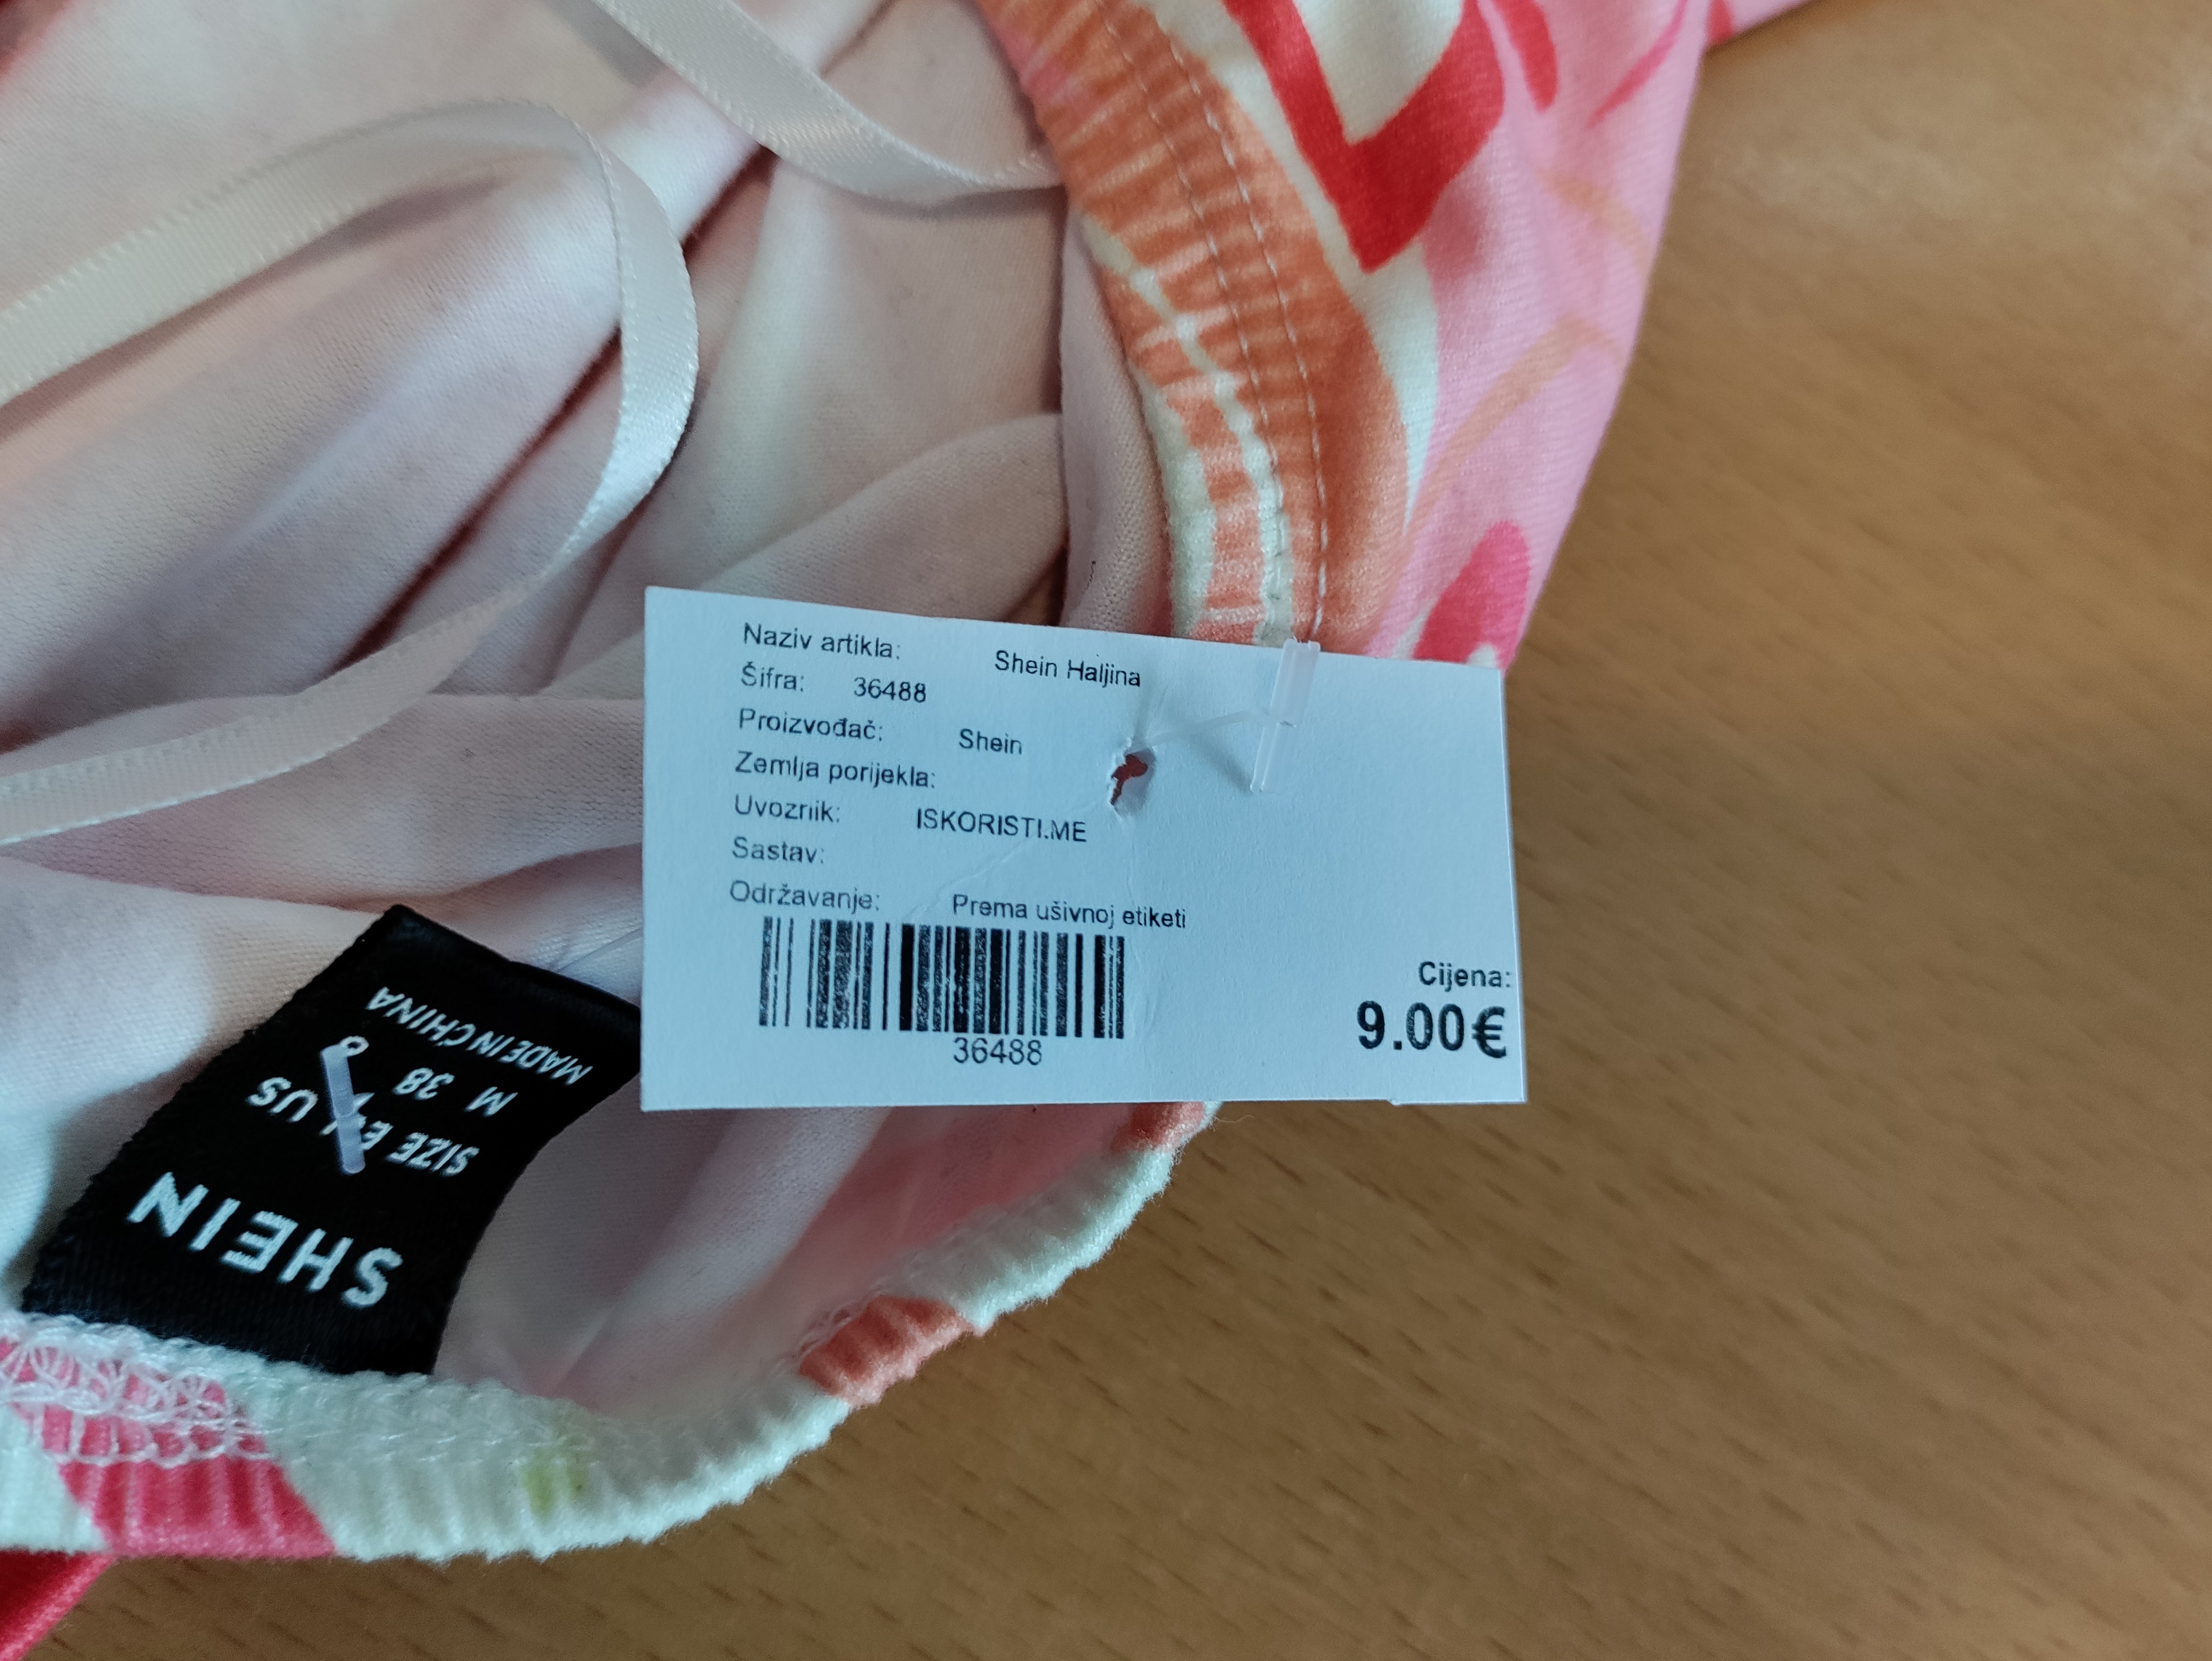 Naziv artikla: Shein Haljina
Šifra: 36488
Proizvođač: Shein
Zemlja porijekla:
Uvoznik: ISKORISTI.ME
Sastav:
Održavanje: Prema ušivnoj etiketi
36488
Cijena:
9.00€
SHEIN
SIZE US
M 38
MADE IN CHINA